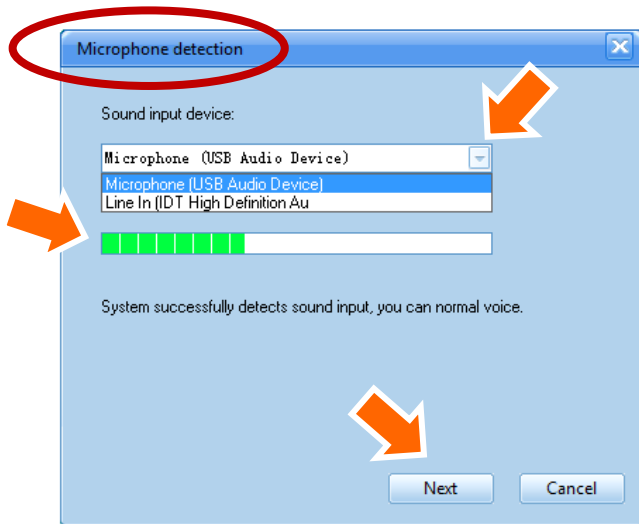 Microphone detection
Sound input device:
Microphone (USB Audio Device)
Microphone (USB Audio Device)
Line In (IDT High Definition Au
System successfully detects sound input, you can normal voice.
Next Cancel